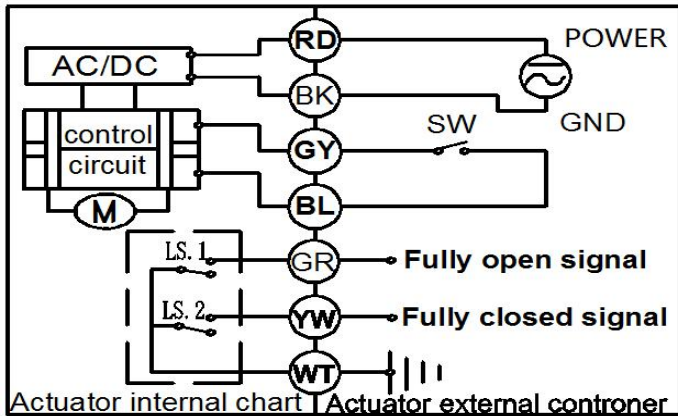 RD
POWER
AC/DC
BK
GND
control
circuit
SW
GY
M
BL
LS.1
GR
Fully open signal
LS.2
YW
Fully closed signal
WT
Actuator internal chart
Actuator external controner